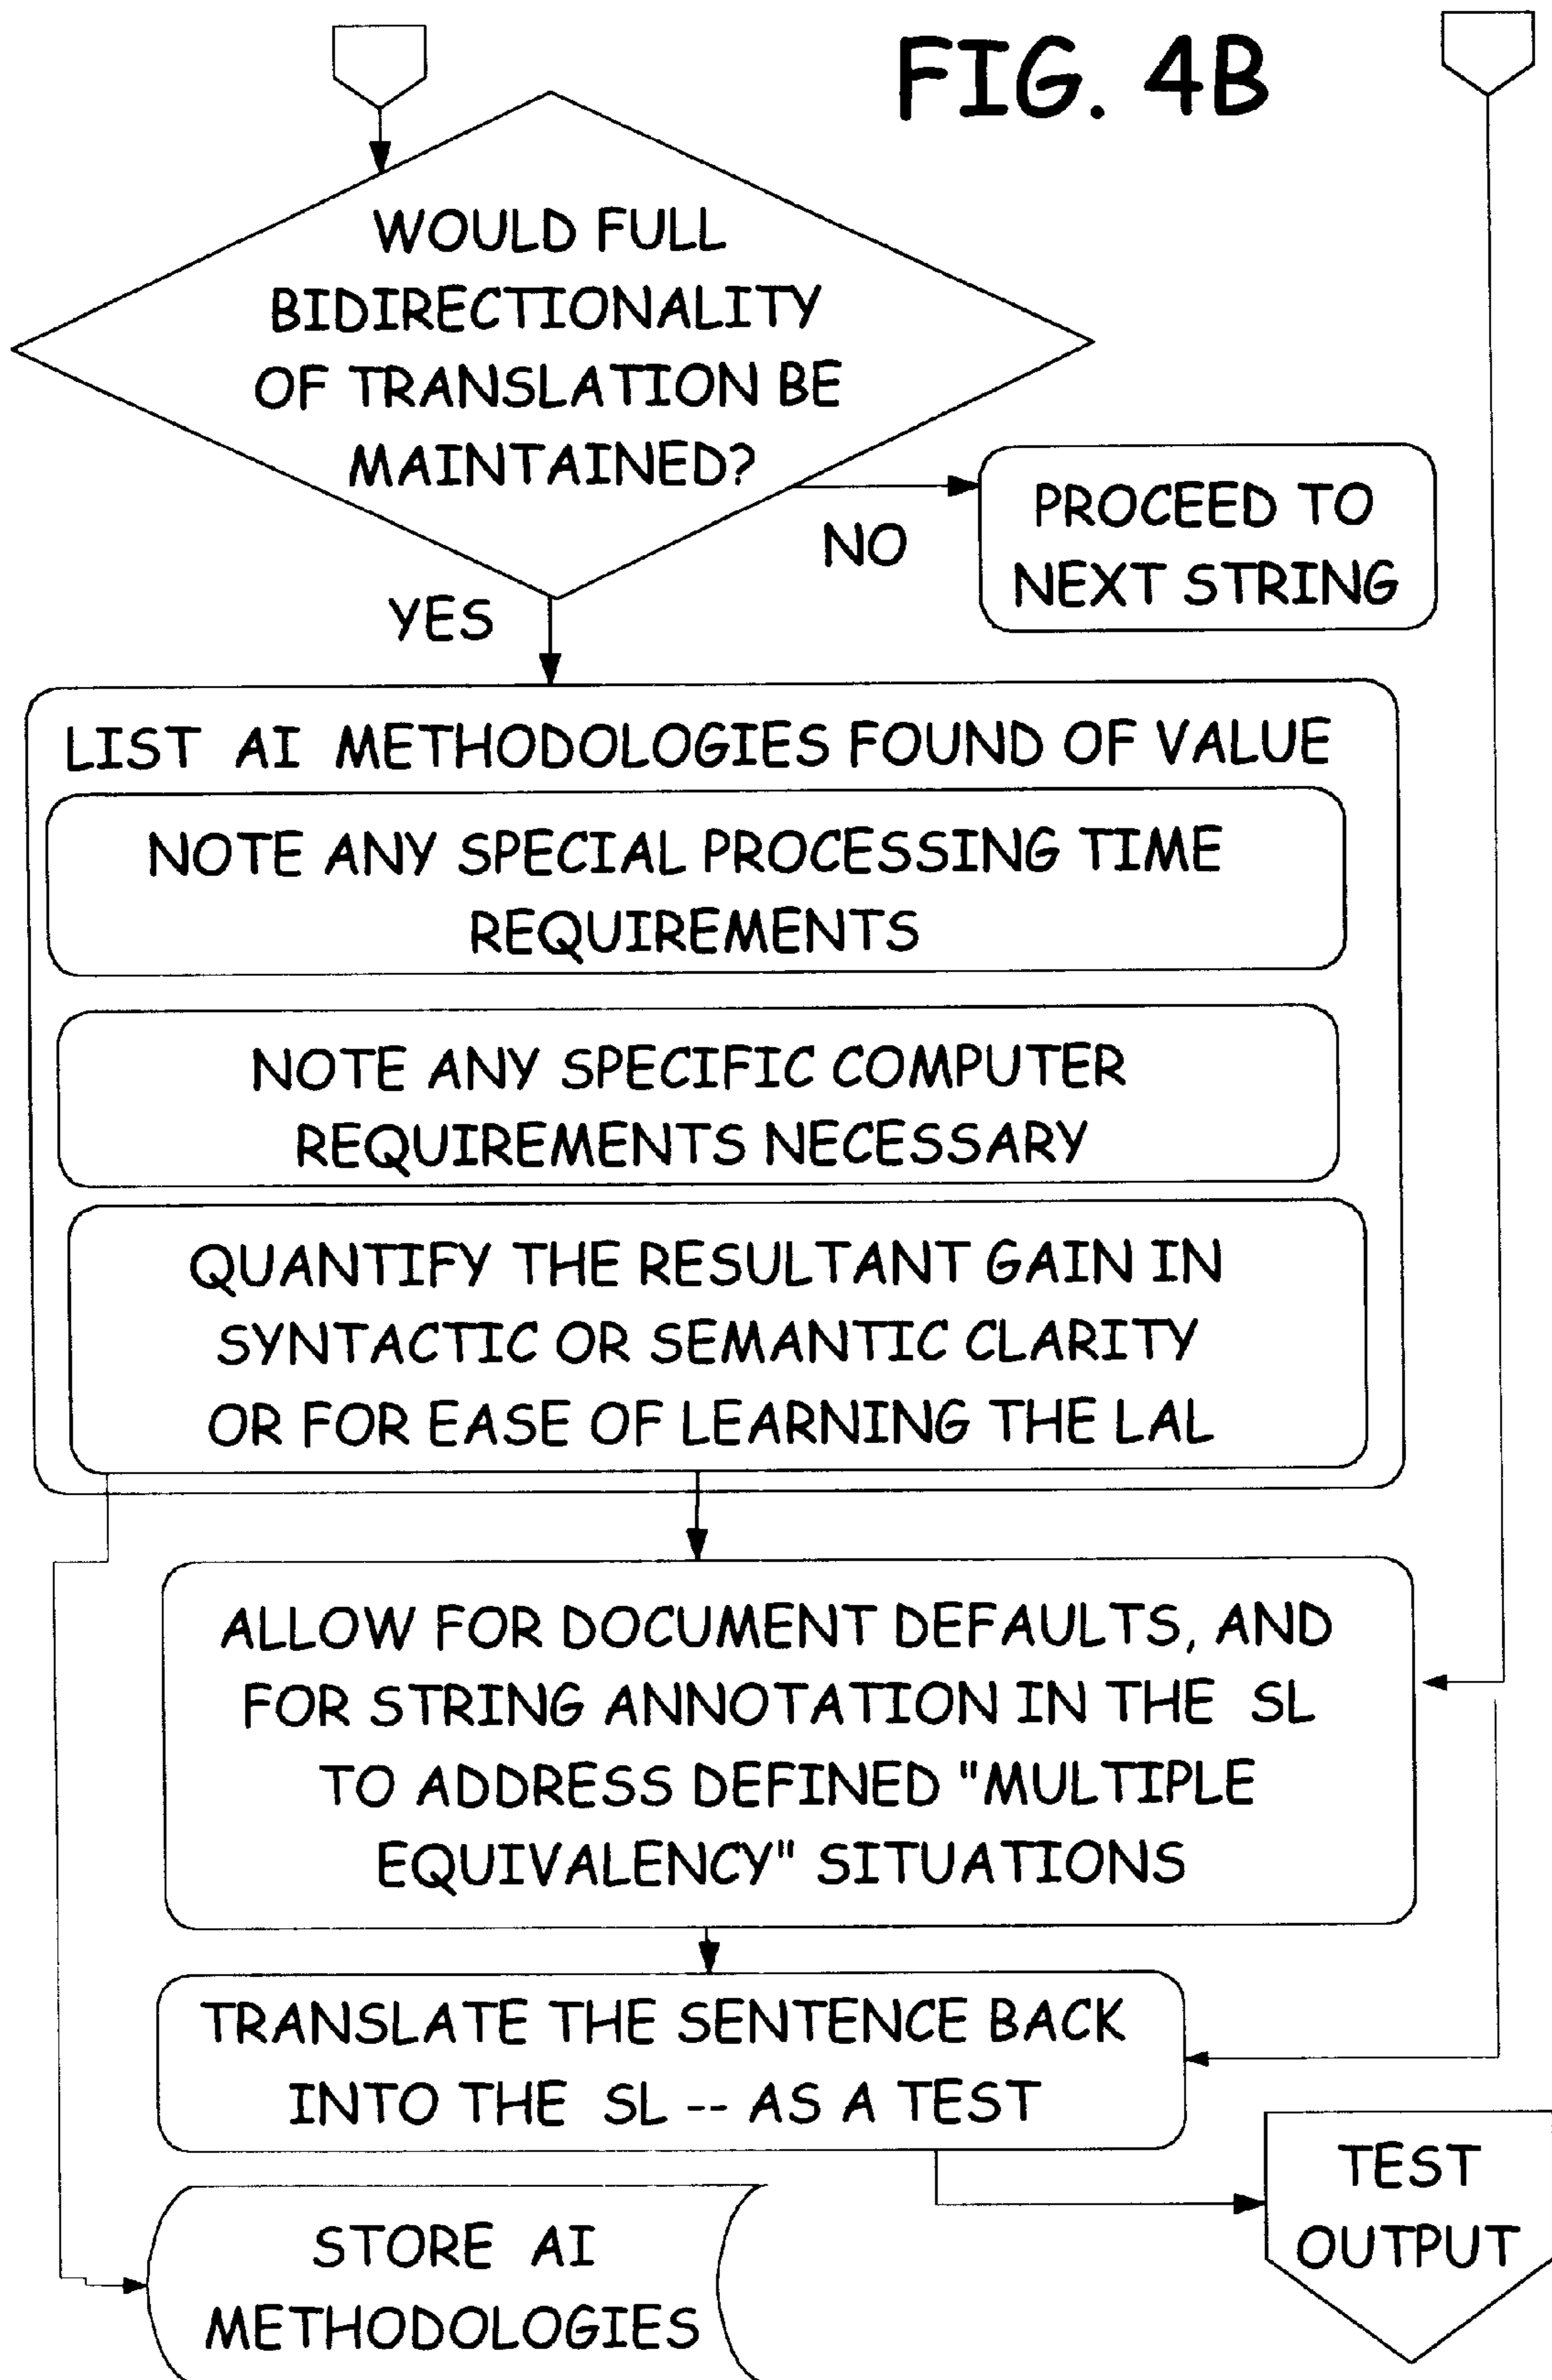 FIG. 4B
WOULD FULL
BIDIRECTIONALITY
OF TRANSLATION BE
MAINTAINED?
NO
PROCEED TO
NEXT STRING
YES
LIST AI METHODOLOGIES FOUND OF VALUE
NOTE ANY SPECIAL PROCESSING TIME
REQUIREMENTS
NOTE ANY SPECIFIC COMPUTER
REQUIREMENTS NECESSARY
QUANTIFY THE RESULTANT GAIN IN
SYNTACTIC OR SEMANTIC CLARITY
OR FOR EASE OF LEARNING THE LAL
ALLOW FOR DOCUMENT DEFAULTS, AND
FOR STRING ANNOTATION IN THE SL
TO ADDRESS DEFINED "MULTIPLE
EQUIVALENCY" SITUATIONS
TRANSLATE THE SENTENCE BACK
INTO THE SL -- AS A TEST
TEST
OUTPUT
STORE AI
METHODOLOGIES